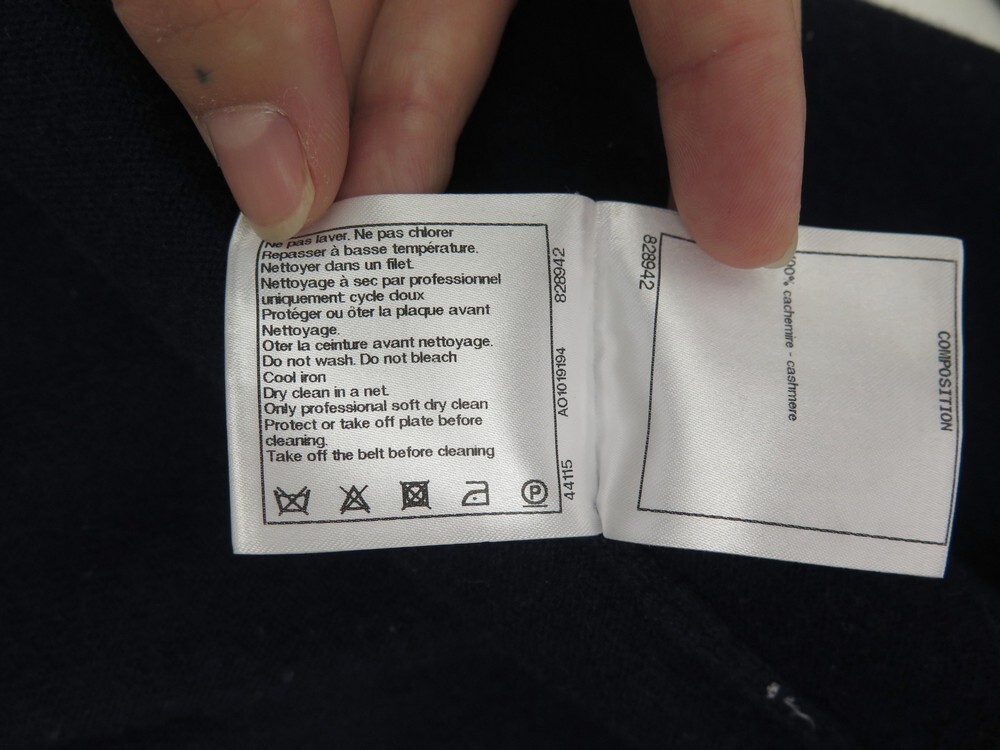 Ne pas laver. Ne pas chlorer
Repasser à basse température.
Nettoyer dans un filet.
Nettoyage à sec par professionnel
uniquement: cycle doux
Protéger ou ôter la plaque avant
Nettoyage.
Oter la ceinture avant nettoyage.
Do not wash. Do not bleach
Cool iron
Dry clean in a net.
Only professional soft dry clean
Protect or take off plate before
cleaning.
Take off the belt before cleaning
P
44115 AO1019194 828942
828942
COMPOSITION
00% cachemire - cashmere